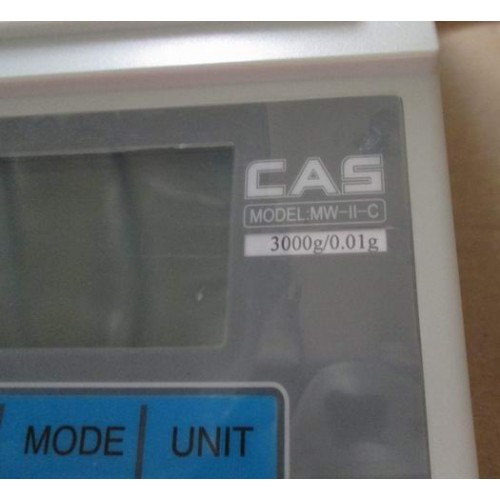 CAS
MODEL:MW-II-C
3000g/0.01g
MODE UNIT